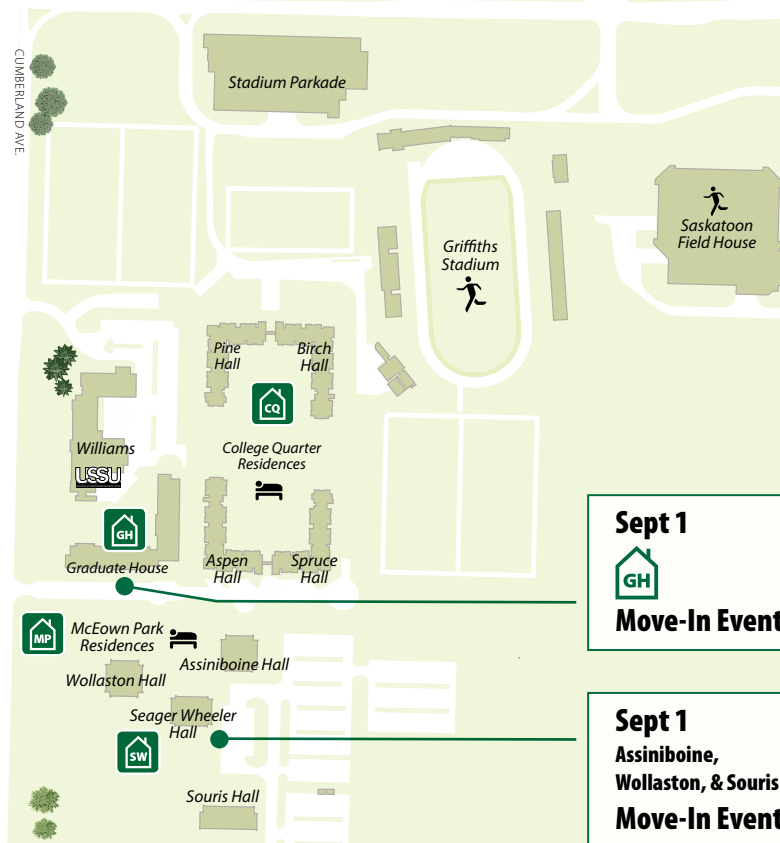 CUMBERLAND AVE.
Stadium Parkade
Griffiths
Stadium
Saskatoon
Field House
Pine
Hall
Birch
Hall
CQ
Williams
USSU
College Quarter
Residences
GH
Graduate House
Aspen
Hall
Spruce
Hall
Sept 1
GH
Move-In Event
MP
McEown Park
Residences
Assiniboine Hall
Wollaston Hall
Seager Wheeler
Hall
SW
Souris Hall
Sept 1
Assiniboine,
Wollaston, & Souris
Move-In Event